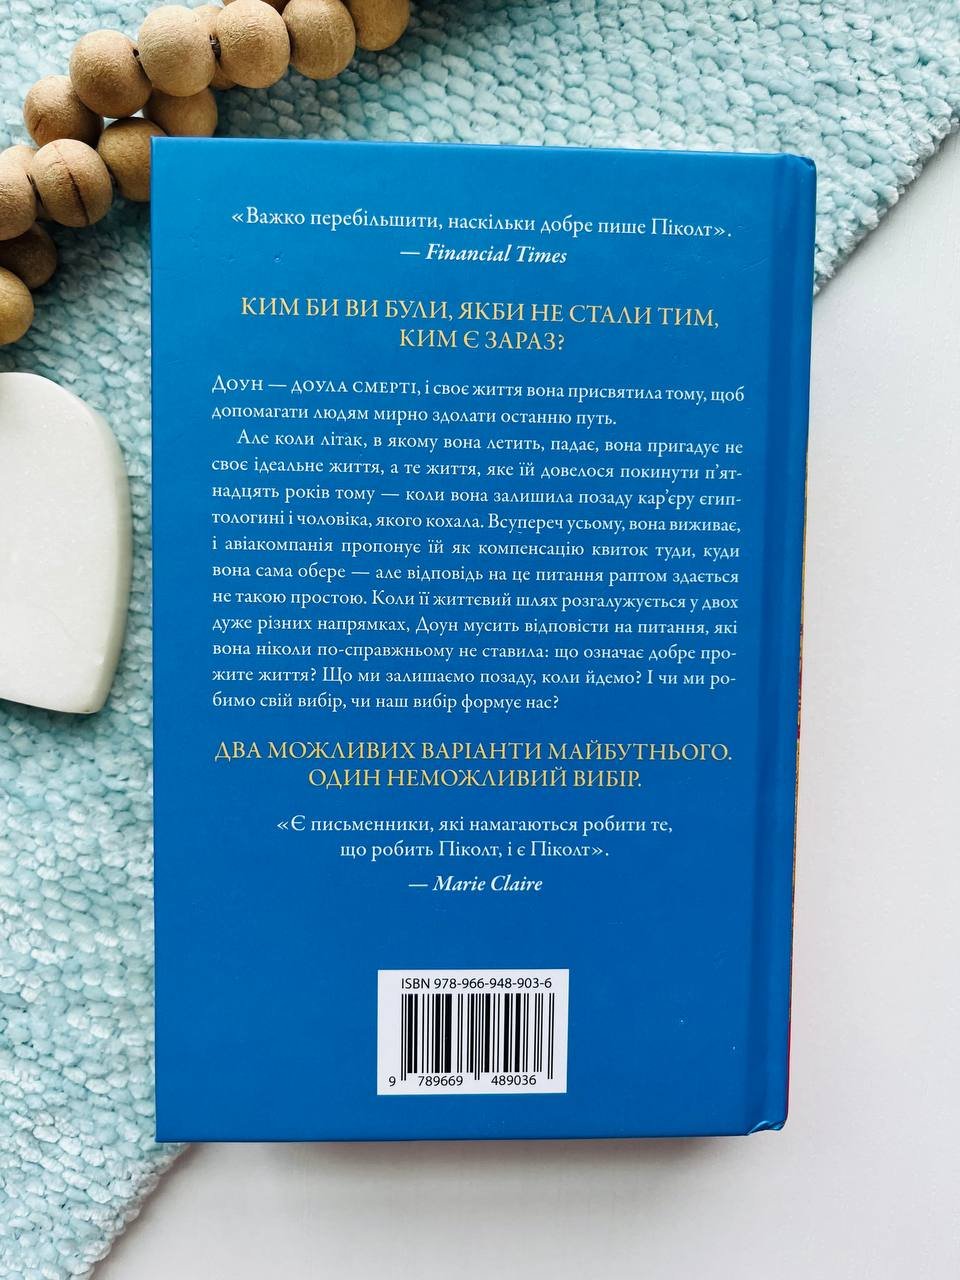 «Важко перебільшити, наскільки добре пише Піколт».
— Financial Times
КИМ БИ ВИ БУЛИ, ЯКБИ НЕ СТАЛИ ТИМ,
КИМ Є ЗАРАЗ?
Доун — доула смерті, і своє життя вона присвятила тому, щоб
допомагати людям мирно здолати останню путь.
Але коли літак, в якому вона летить, падає, вона пригадує не
своє ідеальне життя, а те життя, яке їй довелося покинути п’ят-
надцять років тому — коли вона залишила позаду кар’єру єгип-
тологині і чоловіка, якого кохала. Всупереч усьому, вона виживає,
і авіакомпанія пропонує їй як компенсацію квиток туди, куди
вона сама обере — але відповідь на це питання раптом здається
не такою простою. Коли її життєвий шлях розгалужується у двох
дуже різних напрямках, Доун мусить відповісти на питання, які
вона ніколи по-справжньому не ставила: що означає добре про-
жите життя? Що ми залишаємо позаду, коли йдемо? І чи ми ро-
бимо свій вибір, чи наш вибір формує нас?
ДВА МОЖЛИВИХ ВАРІАНТИ МАЙБУТНЬОГО.
ОДИН НЕМОЖЛИВИЙ ВИБІР.
«Є письменники, які намагаються робити те,
що робить Піколт, і є Піколт».
— Marie Claire
ISBN 978-966-948-903-6
9 789669 489036